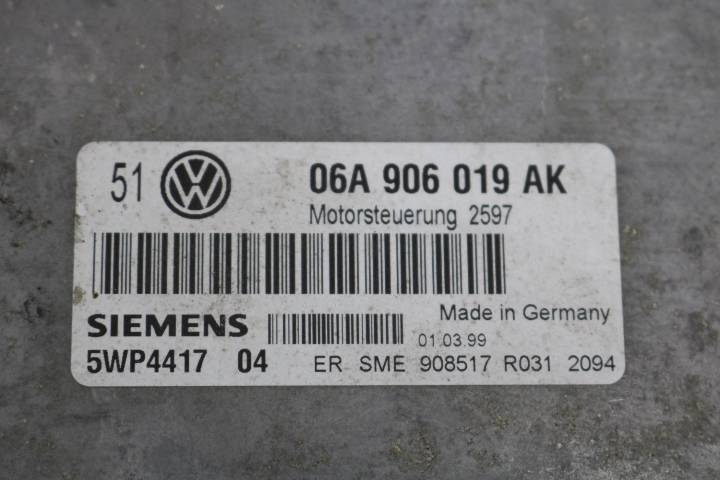 51 VW 06A 906 019 AK
Motorsteuerung 2597
Made in Germany
SIEMENS 01.03.99
5WP4417 04 ER SME 908517 R031 2094